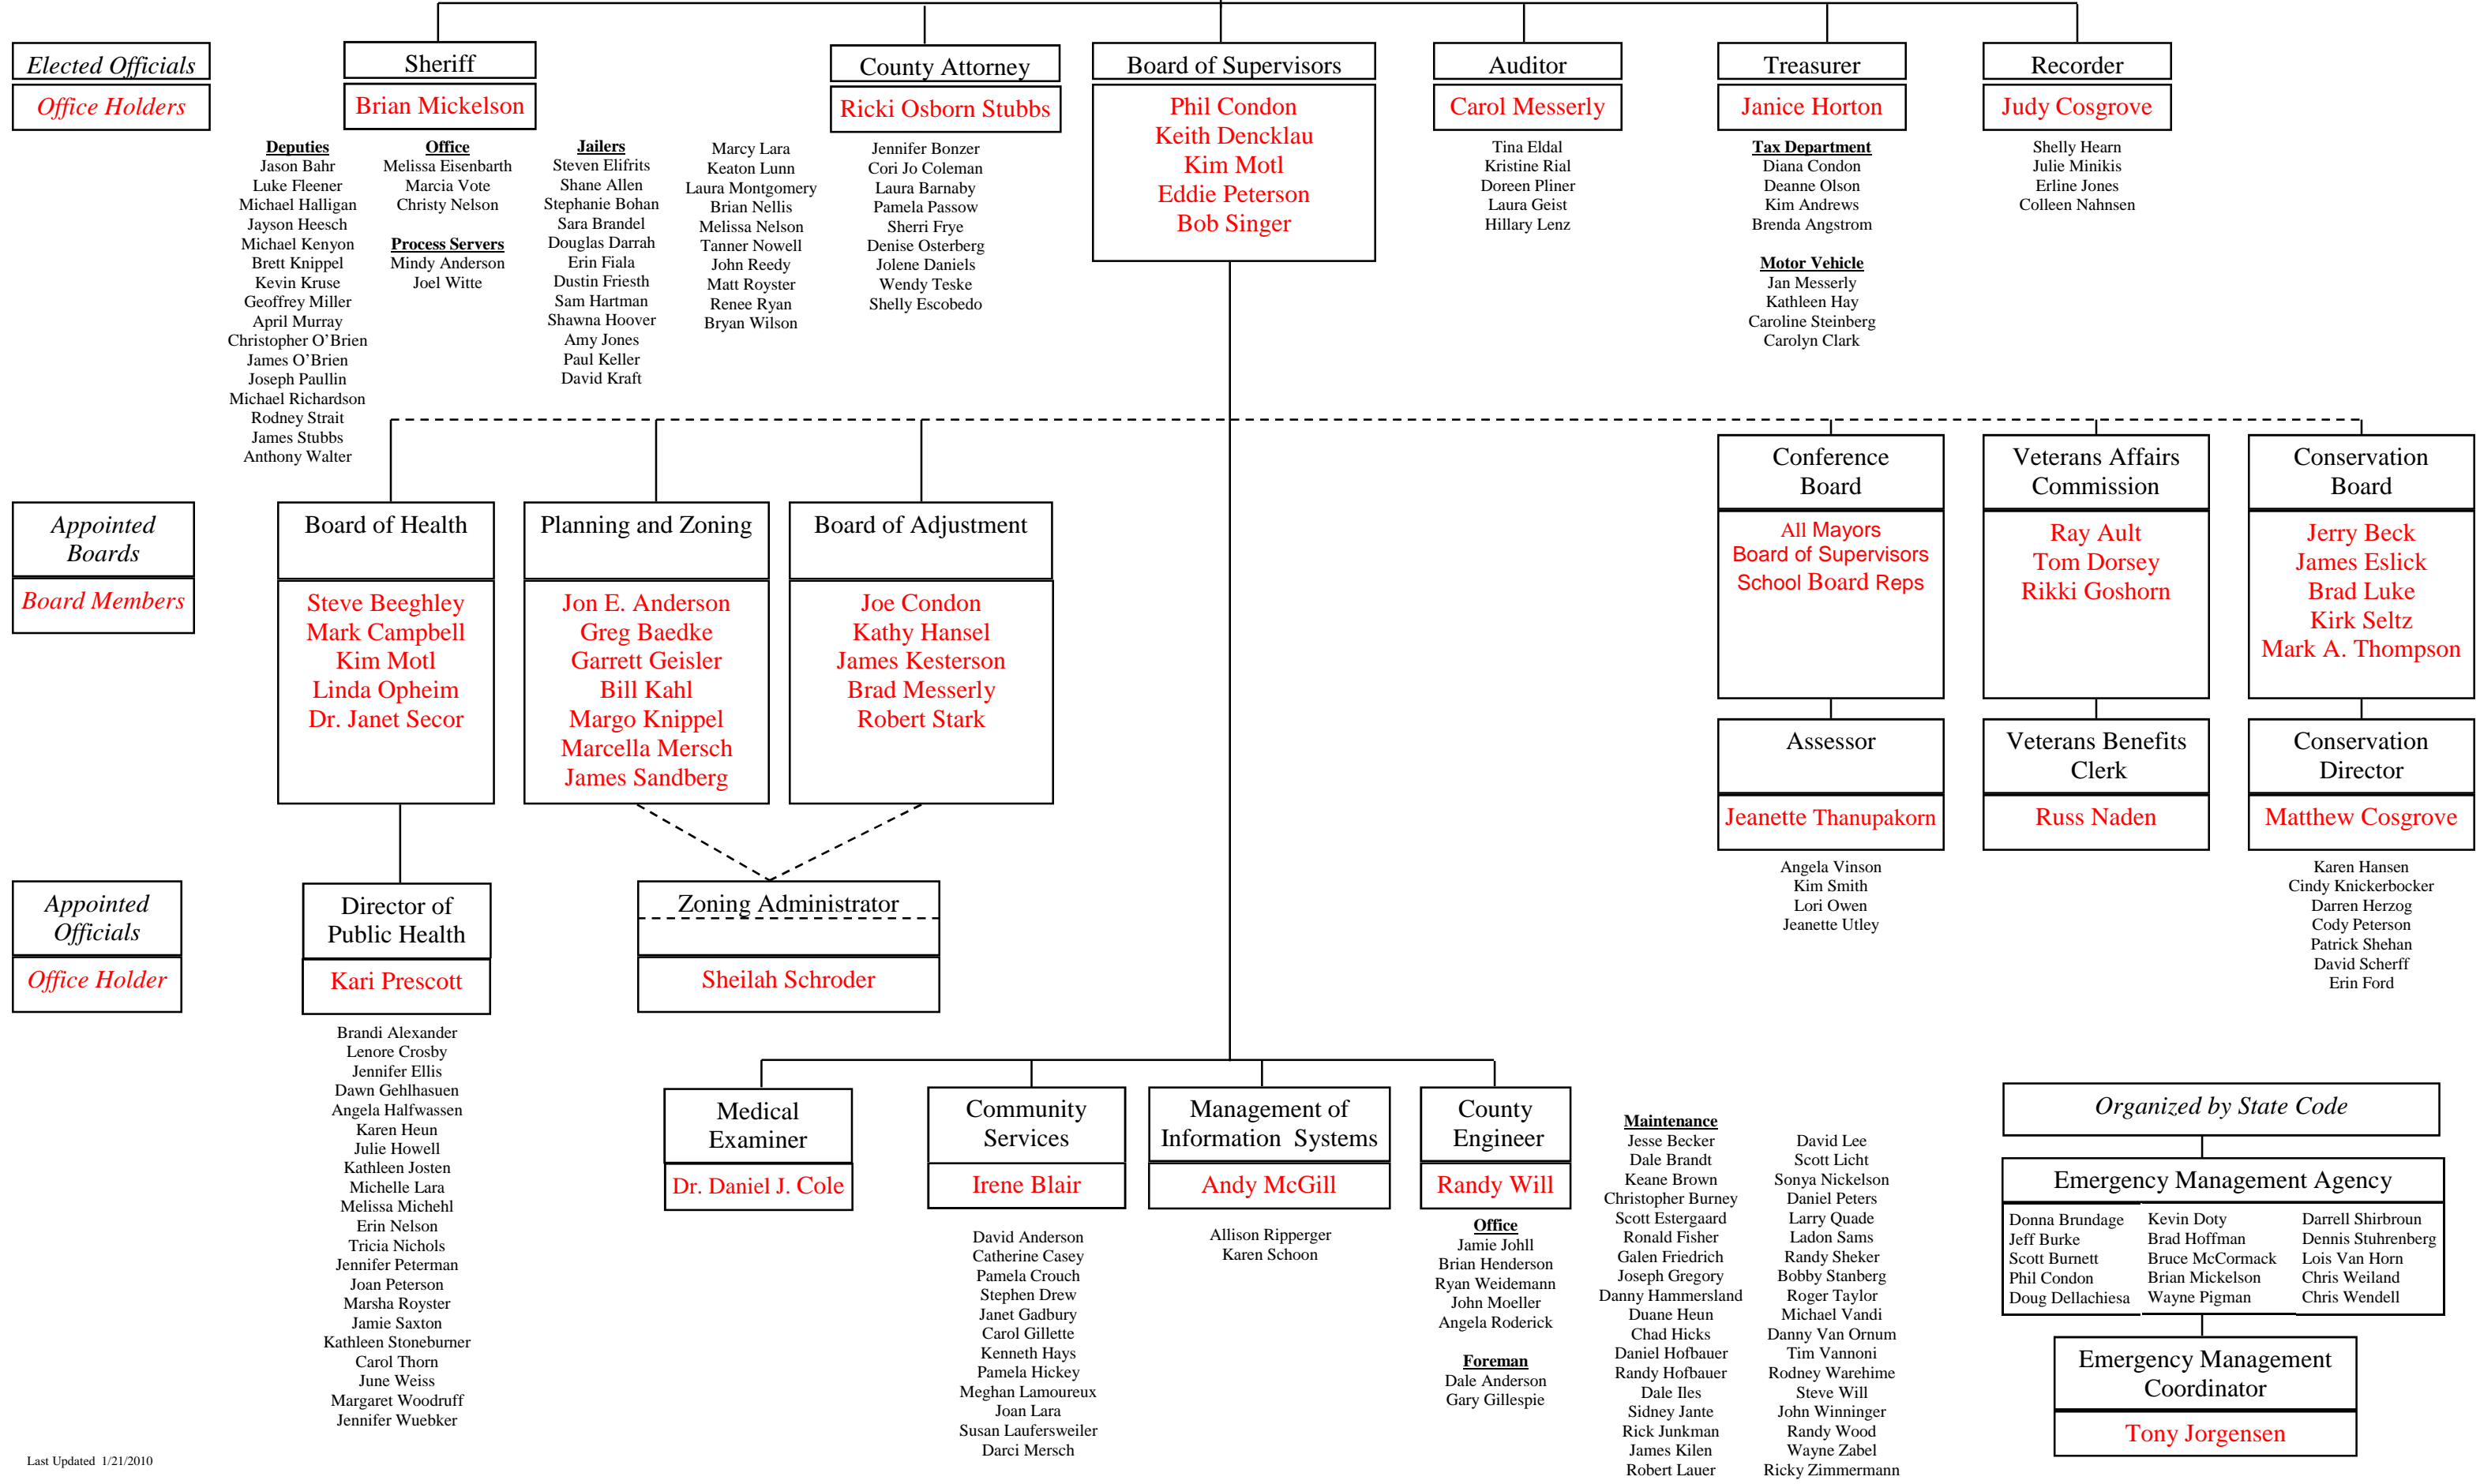 Elected Officials
Office Holders
Sheriff
Brian Mickelson
Deputies
Jason Bahr
Luke Fleener
Michael Halligan
Jayson Heesch
Michael Kenyon
Brett Knippel
Kevin Kruse
Geoffrey Miller
April Murray
Christopher O’Brien
James O’Brien
Joseph Paullin
Michael Richardson
Rodney Strait
James Stubbs
Anthony Walter
Office
Melissa Eisenbarth
Marcia Vote
Christy Nelson
Process Servers
Mindy Anderson
Joel Witte
Jailers
Steven Elifrits
Shane Allen
Stephanie Bohan
Sara Brandel
Douglas Darrah
Erin Fiala
Dustin Friesth
Sam Hartman
Shawna Hoover
Amy Jones
Paul Keller
David Kraft
Marcy Lara
Keaton Lunn
Laura Montgomery
Brian Nellis
Melissa Nelson
Tanner Nowell
John Reedy
Matt Royster
Renee Ryan
Bryan Wilson
County Attorney
Ricki Osborn Stubbs
Jennifer Bonzer
Cori Jo Coleman
Laura Barnaby
Pamela Passow
Sherri Frye
Denise Osterberg
Jolene Daniels
Wendy Teske
Shelly Escobedo
Board of Supervisors
Phil Condon
Keith Dencklau
Kim Motl
Eddie Peterson
Bob Singer
Auditor
Carol Messerly
Tina Eldal
Kristine Rial
Doreen Pliner
Laura Geist
Hillary Lenz
Treasurer
Janice Horton
Tax Department
Diana Condon
Deanne Olson
Kim Andrews
Brenda Angstrom
Motor Vehicle
Jan Messerly
Kathleen Hay
Caroline Steinberg
Carolyn Clark
Recorder
Judy Cosgrove
Shelly Hearn
Julie Minikis
Erline Jones
Colleen Nahnsen
Appointed
Boards
Board Members
Board of Health
Steve Beeghley
Mark Campbell
Kim Motl
Linda Opheim
Dr. Janet Secor
Planning and Zoning
Jon E. Anderson
Greg Baedke
Garrett Geisler
Bill Kahl
Margo Knippel
Marcella Mersch
James Sandberg
Board of Adjustment
Joe Condon
Kathy Hansel
James Kesterson
Brad Messerly
Robert Stark
Conference
Board
All Mayors
Board of Supervisors
School Board Reps
Veterans Affairs
Commission
Ray Ault
Tom Dorsey
Rikki Goshorn
Conservation
Board
Jerry Beck
James Eslick
Brad Luke
Kirk Seltz
Mark A. Thompson
Assessor
Jeanette Thanupakorn
Angela Vinson
Kim Smith
Lori Owen
Jeanette Utley
Veterans Benefits
Clerk
Russ Naden
Conservation
Director
Matthew Cosgrove
Karen Hansen
Cindy Knickerbocker
Darren Herzog
Cody Peterson
Patrick Shehan
David Scherff
Erin Ford
Appointed
Officials
Office Holder
Director of
Public Health
Kari Prescott
Brandi Alexander
Lenore Crosby
Jennifer Ellis
Dawn Gehlhasuen
Angela Halfwassen
Karen Heun
Julie Howell
Kathleen Josten
Michelle Lara
Melissa Michehl
Erin Nelson
Tricia Nichols
Jennifer Peterman
Joan Peterson
Marsha Royster
Jamie Saxton
Kathleen Stoneburner
Carol Thorn
June Weiss
Margaret Woodruff
Jennifer Wuebker
Zoning Administrator
Sheilah Schroder
Medical
Examiner
Dr. Daniel J. Cole
Community
Services
Irene Blair
David Anderson
Catherine Casey
Pamela Crouch
Stephen Drew
Janet Gadbury
Carol Gillette
Kenneth Hays
Pamela Hickey
Meghan Lamoureux
Joan Lara
Susan Laufersweiler
Darci Mersch
Management of
Information Systems
Andy McGill
Allison Ripperger
Karen Schoon
County
Engineer
Randy Will
Office
Jamie Johll
Brian Henderson
Ryan Weidemann
John Moeller
Angela Roderick
Foreman
Dale Anderson
Gary Gillespie
Maintenance
Jesse Becker
Dale Brandt
Keane Brown
Christopher Burney
Scott Estergaard
Ronald Fisher
Galen Friedrich
Joseph Gregory
Danny Hammersland
Duane Heun
Chad Hicks
Daniel Hofbauer
Randy Hofbauer
Dale Iles
Sidney Jante
Rick Junkman
James Kilen
Robert Lauer
David Lee
Scott Licht
Sonya Nickelson
Daniel Peters
Larry Quade
Ladon Sams
Randy Sheker
Bobby Stanberg
Roger Taylor
Michael Vandi
Danny Van Ornum
Tim Vannoni
Rodney Warehime
Steve Will
John Winninger
Randy Wood
Wayne Zabel
Ricky Zimmermann
Organized by State Code
Emergency Management Agency
Donna Brundage
Jeff Burke
Scott Burnett
Phil Condon
Doug Dellachiesa
Kevin Doty
Brad Hoffman
Bruce McCormack
Brian Mickelson
Wayne Pigman
Darrell Shirbroun
Dennis Stuhrenberg
Lois Van Horn
Chris Weiland
Chris Wendell
Emergency Management
Coordinator
Tony Jorgensen
Last Updated 1/21/2010